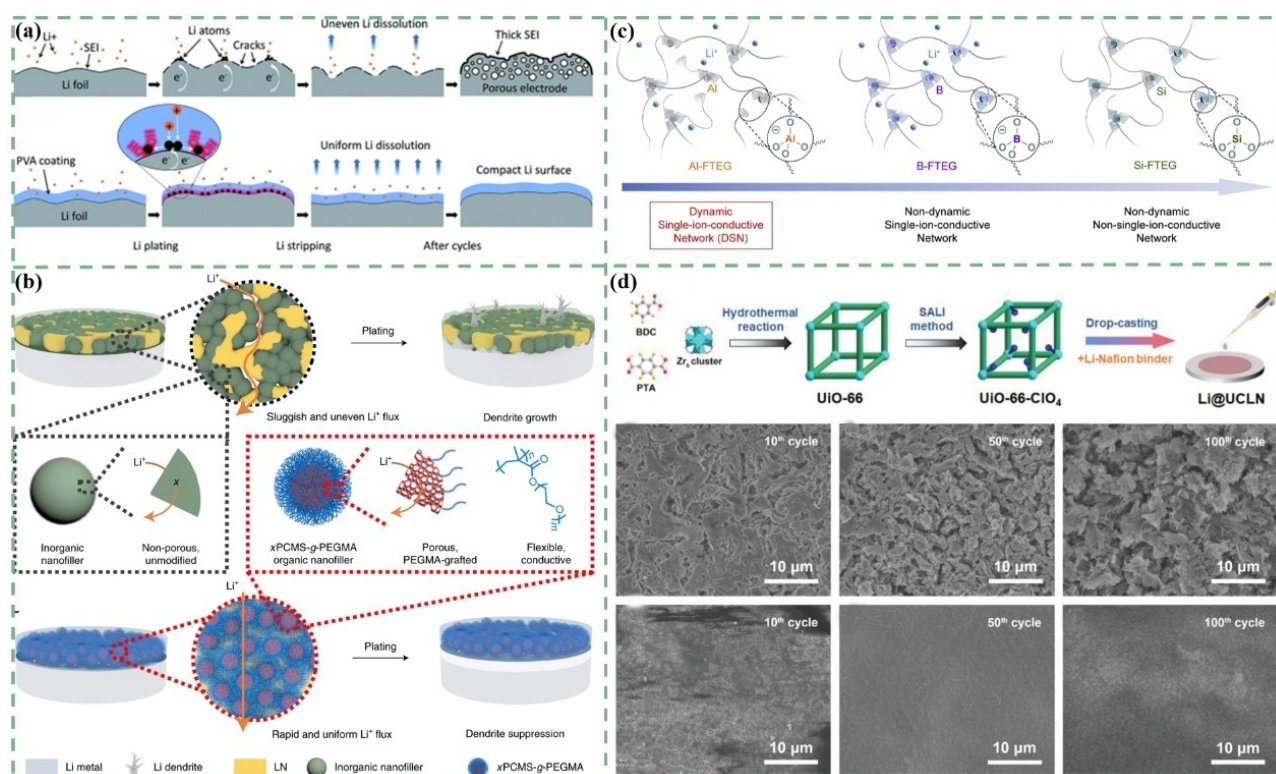 (a)
Li+
SEI
Li foil
Li atoms
Cracks
e-
e-
e-
Uneven Li dissolution
Thick SEI
Porous electrode
PVA coating
Li foil
e-
e-
Uniform Li dissolution
Compact Li surface
Li plating
Li stripping
After cycles
(b)
Li+
Plating
Sluggish and uneven Li+ flux
Dendrite growth
Li+
x
Inorganic
nanofiller
Non-porous,
unmodified
Li+
n
O
O
O
m
xPCMS-g-PEGMA
organic nanofiller
Porous,
PEGMA-grafted
Flexible,
conductive
Li+
Plating
Rapid and uniform Li+ flux
Dendrite suppression
Li metal
Li dendrite
LN
Inorganic nanofiller
xPCMS-g-PEGMA
(c)
Li+
Al
O
O Al O
O
Al-FTEG
Li+
B
O
O B O
O
B-FTEG
Si
O
O Si O
O
Si-FTEG
Dynamic
Single-ion-conductive
Network (DSN)
Non-dynamic
Single-ion-conductive
Network
Non-dynamic
Non-single-ion-conductive
Network
(d)
BDC
PTA
Zr6 cluster
Hydrothermal
reaction
UiO-66
SALI
method
UiO-66-ClO4
Drop-casting
+Li-Nafion binder
Li@UCLN
10th cycle
10 μm
50th cycle
10 μm
100th cycle
10 μm
10th cycle
10 μm
50th cycle
10 μm
100th cycle
10 μm